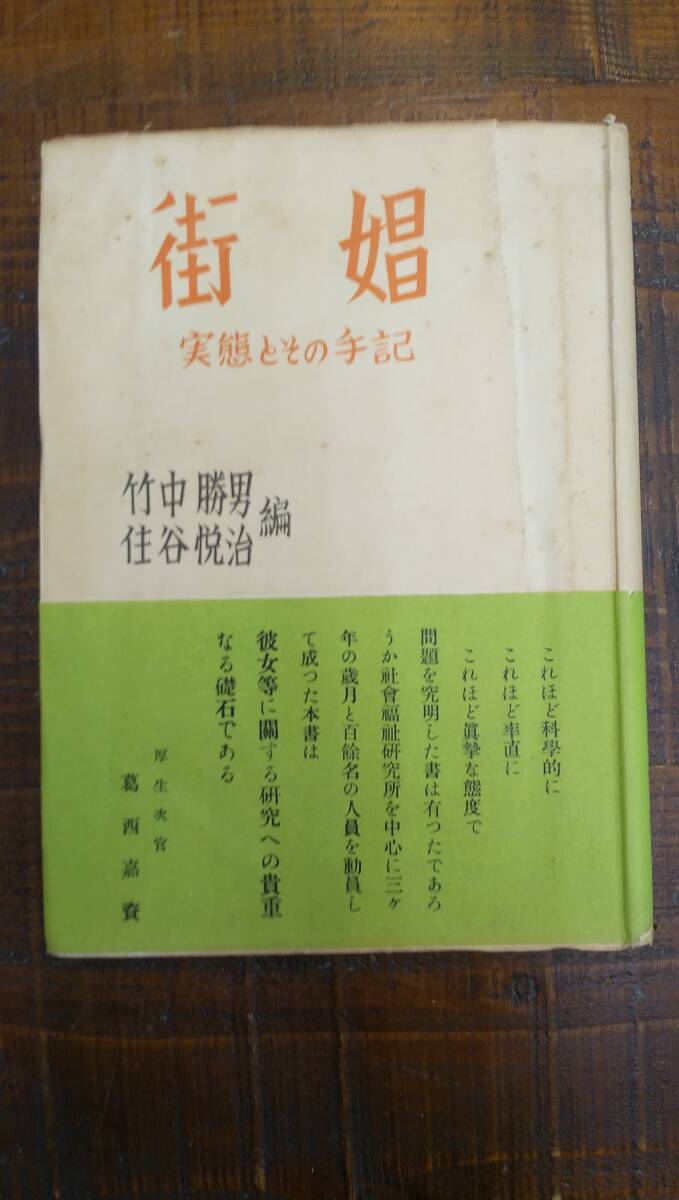 街娼
実態とその手記
竹中勝男
住谷悦治
編
これほど科學的に
これほど率直に
これほど眞摯な態度で
問題を究明した書は有つたであろ
うか社會福祉研究所を中心に三ヶ
年の歳月と百餘名の人員を動員し
て成つた本書は
彼女等に關する研究への貴重
なる礎石である
厚生次官
葛西嘉資